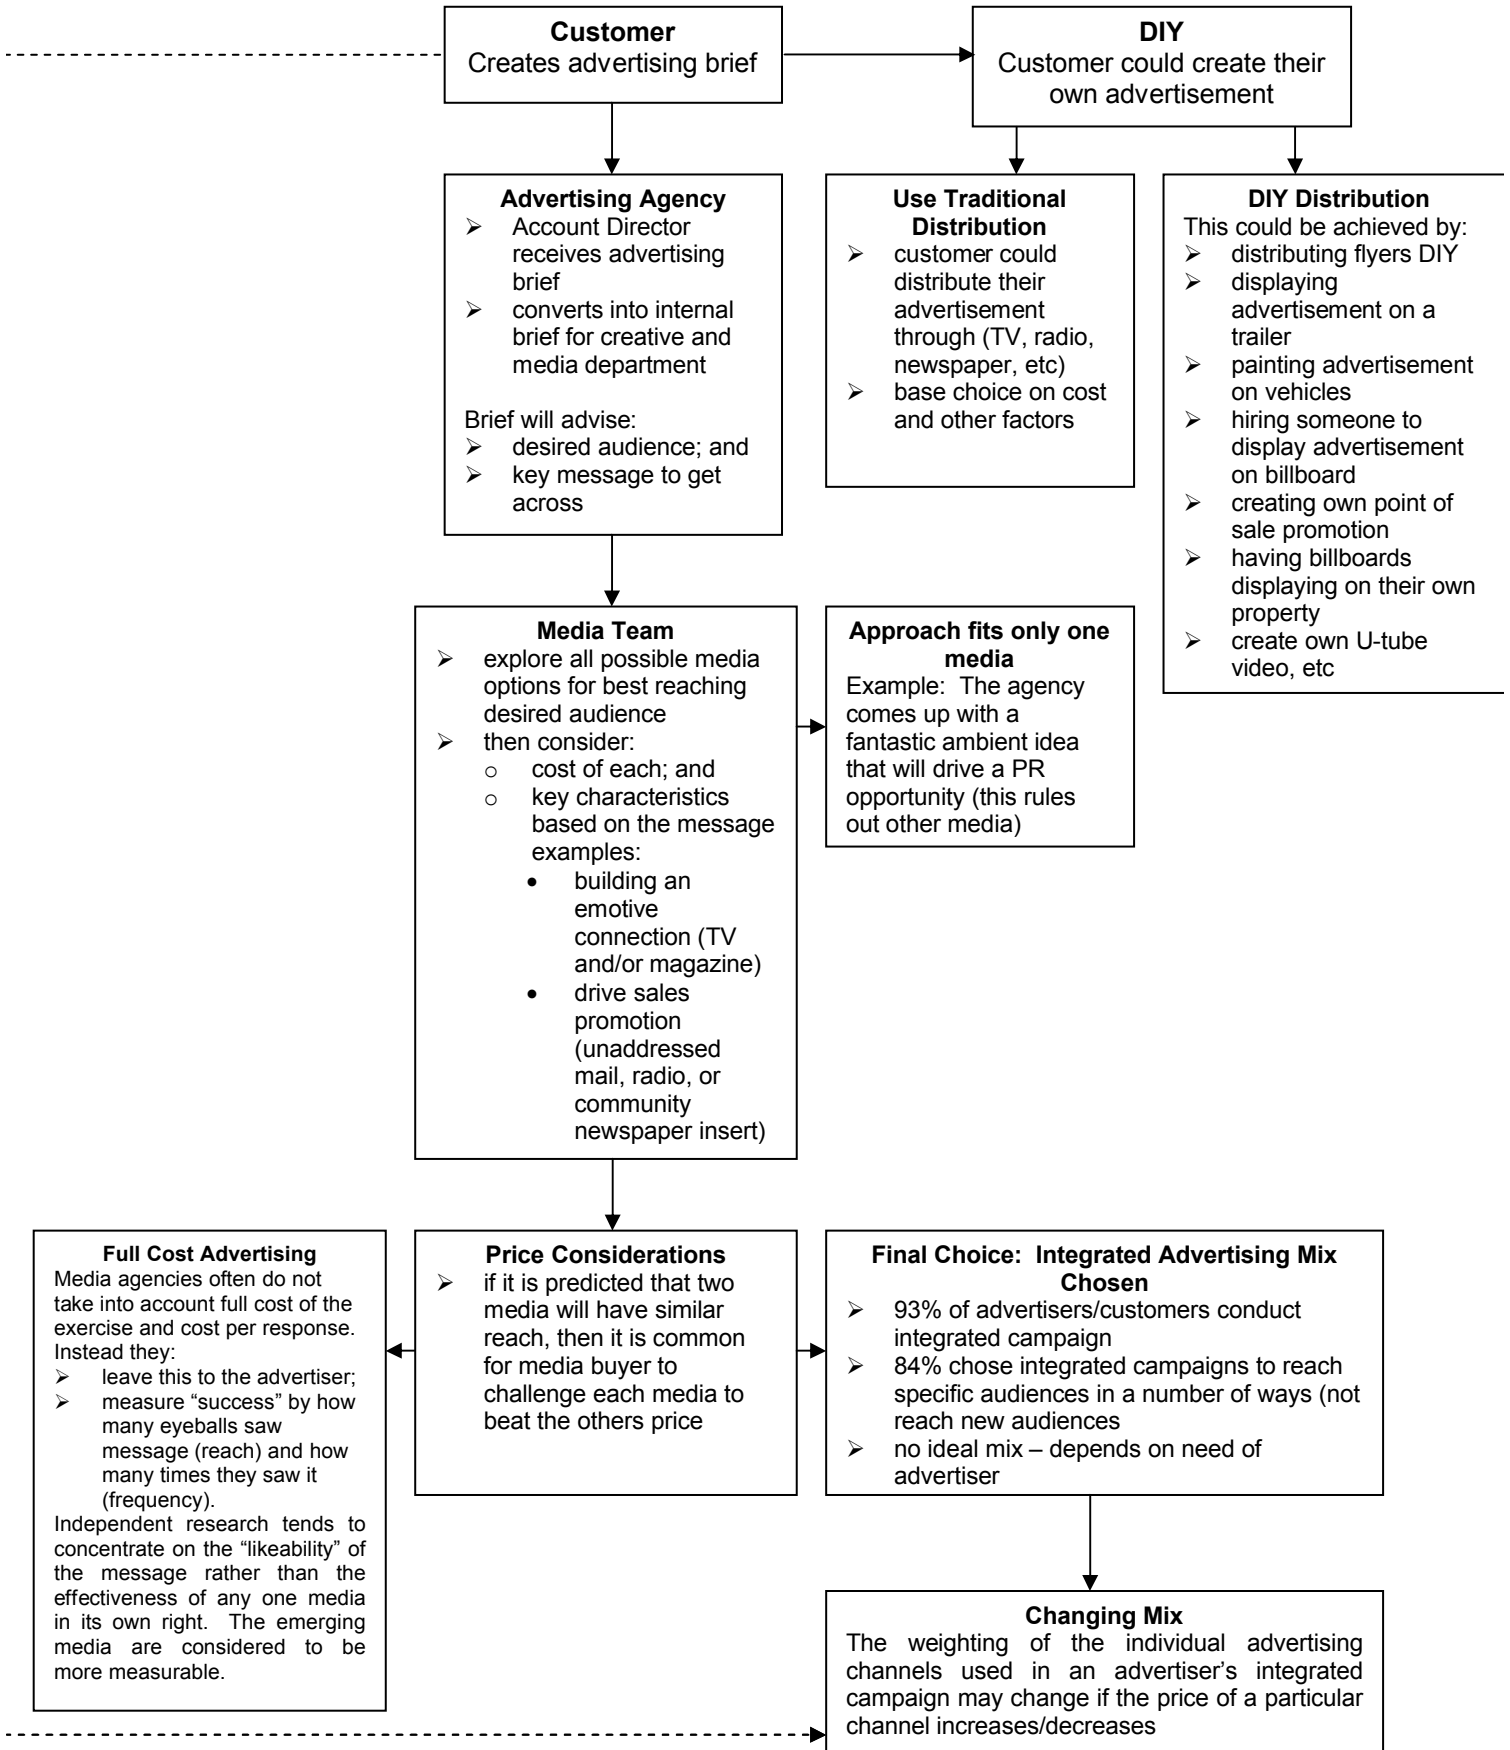 Customer
Creates advertising brief
DIY
Customer could create their
own advertisement
Advertising Agency
➢ Account Director
receives advertising
brief
➢ converts into internal
brief for creative and
media department
Brief will advise:
➢ desired audience; and
➢ key message to get
across
Use Traditional
Distribution
➢ customer could
distribute their
advertisement
through (TV, radio,
newspaper, etc)
➢ base choice on cost
and other factors
DIY Distribution
This could be achieved by:
➢ distributing flyers DIY
➢ displaying
advertisement on a
trailer
➢ painting advertisement
on vehicles
➢ hiring someone to
display advertisement
on billboard
➢ creating own point of
sale promotion
➢ having billboards
displaying on their own
property
➢ create own U-tube
video, etc
Media Team
➢ explore all possible media
options for best reaching
desired audience
➢ then consider:
o cost of each; and
o key characteristics
based on the message
examples:
• building an
emotive
connection (TV
and/or magazine)
• drive sales
promotion
(unaddressed
mail, radio, or
community
newspaper insert)
Approach fits only one
media
Example: The agency
comes up with a
fantastic ambient idea
that will drive a PR
opportunity (this rules
out other media)
Full Cost Advertising
Media agencies often do not
take into account full cost of the
exercise and cost per response.
Instead they:
➢ leave this to the advertiser;
➢ measure “success” by how
many eyeballs saw
message (reach) and how
many times they saw it
(frequency).
Independent research tends to
concentrate on the “likeability” of
the message rather than the
effectiveness of any one media
in its own right. The emerging
media are considered to be
more measurable.
Price Considerations
➢ if it is predicted that two
media will have similar
reach, then it is common
for media buyer to
challenge each media to
beat the others price
Final Choice: Integrated Advertising Mix
Chosen
➢ 93% of advertisers/customers conduct
integrated campaign
➢ 84% chose integrated campaigns to reach
specific audiences in a number of ways (not
reach new audiences
➢ no ideal mix – depends on need of
advertiser
Changing Mix
The weighting of the individual advertising
channels used in an advertiser’s integrated
campaign may change if the price of a particular
channel increases/decreases